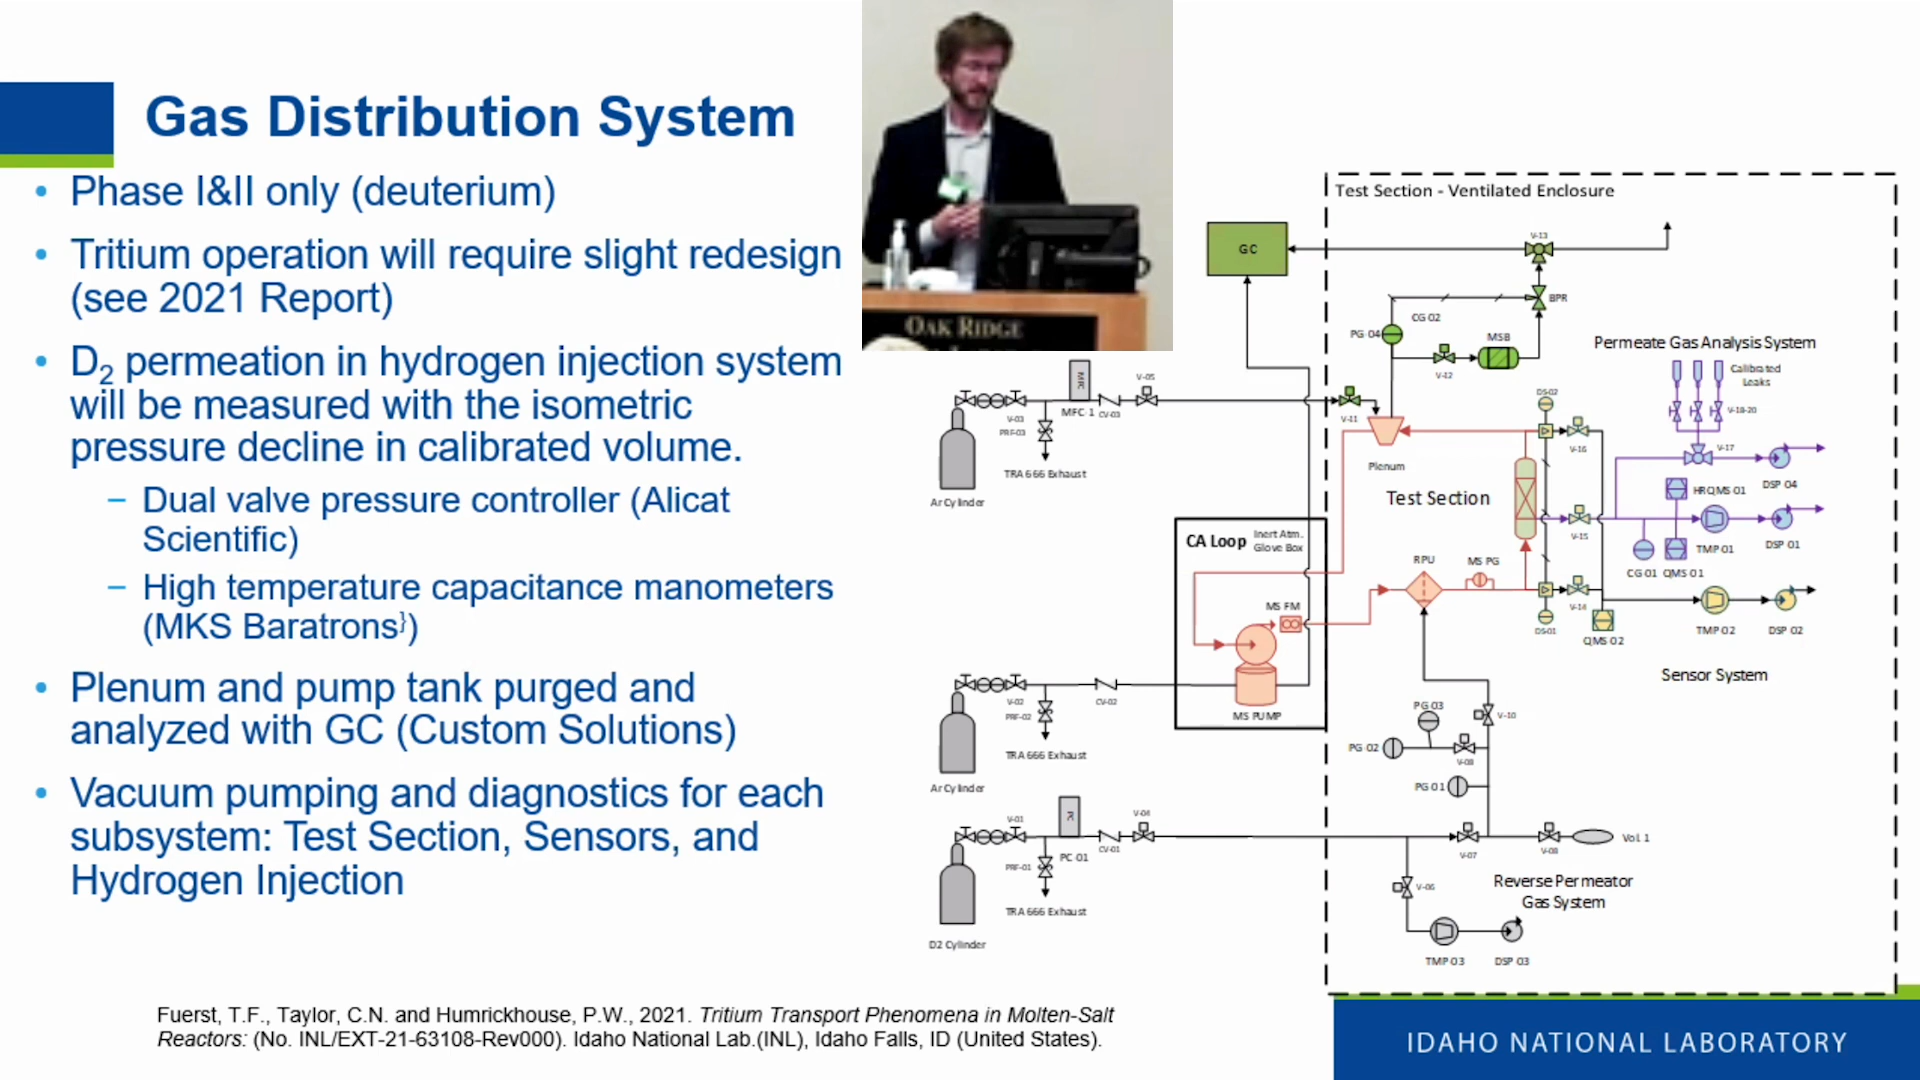 Gas Distribution System
• Phase I&II only (deuterium)
• Tritium operation will require slight redesign
(see 2021 Report)
• D2 permeation in hydrogen injection system
will be measured with the isometric
pressure decline in calibrated volume.
– Dual valve pressure controller (Alicat
Scientific)
– High temperature capacitance manometers
(MKS Baratrons})
• Plenum and pump tank purged and
analyzed with GC (Custom Solutions)
• Vacuum pumping and diagnostics for each
subsystem: Test Section, Sensors, and
Hydrogen Injection
OAK RIDGE
Test Section - Ventilated Enclosure
GC
V-13
BPR
CG 02
PG 04
MSB
V-12
Permeate Gas Analysis System
Calibrated
Leaks
V-18-20
V-17
DSP 04
HRQMS 01
TMP 01
DSP 01
CG 01
QMS 01
MFC
MFC-1
V-05
V-03
CV-03
PRF-03
TRA 666 Exhaust
Ar Cylinder
V-11
Plenum
Test Section
DS-02
V-16
V-15
V-14
DS-01
CA Loop
Inert Atm.
Glove Box
MS FM
MS PUMP
RPU
MS PG
QMS 02
TMP 02
DSP 02
Sensor System
V-02
PRF-02
CV-02
TRA 666 Exhaust
Ar Cylinder
PG 03
PG 02
V-08
V-10
PG 01
V-01
PC
PC 01
PRF-01
CV-01
V-04
TRA 666 Exhaust
D2 Cylinder
V-07
V-08
Vol. 1
V-06
Reverse Permeator
Gas System
TMP 03
DSP 03
Fuerst, T.F., Taylor, C.N. and Humrickhouse, P.W., 2021. Tritium Transport Phenomena in Molten-Salt
Reactors: (No. INL/EXT-21-63108-Rev000). Idaho National Lab.(INL), Idaho Falls, ID (United States).
IDAHO NATIONAL LABORATORY